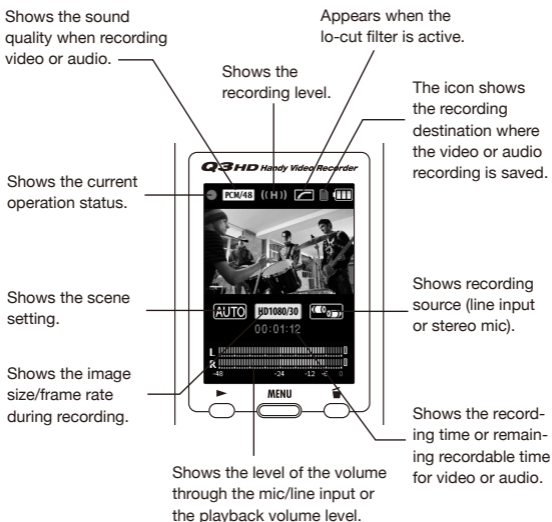 Shows the sound
quality when recording
video or audio.
Appears when the
lo-cut filter is active.
Shows the
recording level.
The icon shows
the recording
destination where
the video or audio
recording is saved.
Q3HD Handy Video Recorder
Shows the current
operation status.
PCM/48 ((H))
Shows the scene
setting.
AUTO HD1080/30
Shows recording
source (line input
or stereo mic).
00:01:12
L
R
-48 -24 -12 -6 0
Shows the image
size/frame rate
during recording.
MENU
Shows the record-
ing time or remain-
ing recordable time
for video or audio.
Shows the level of the volume
through the mic/line input or
the playback volume level.